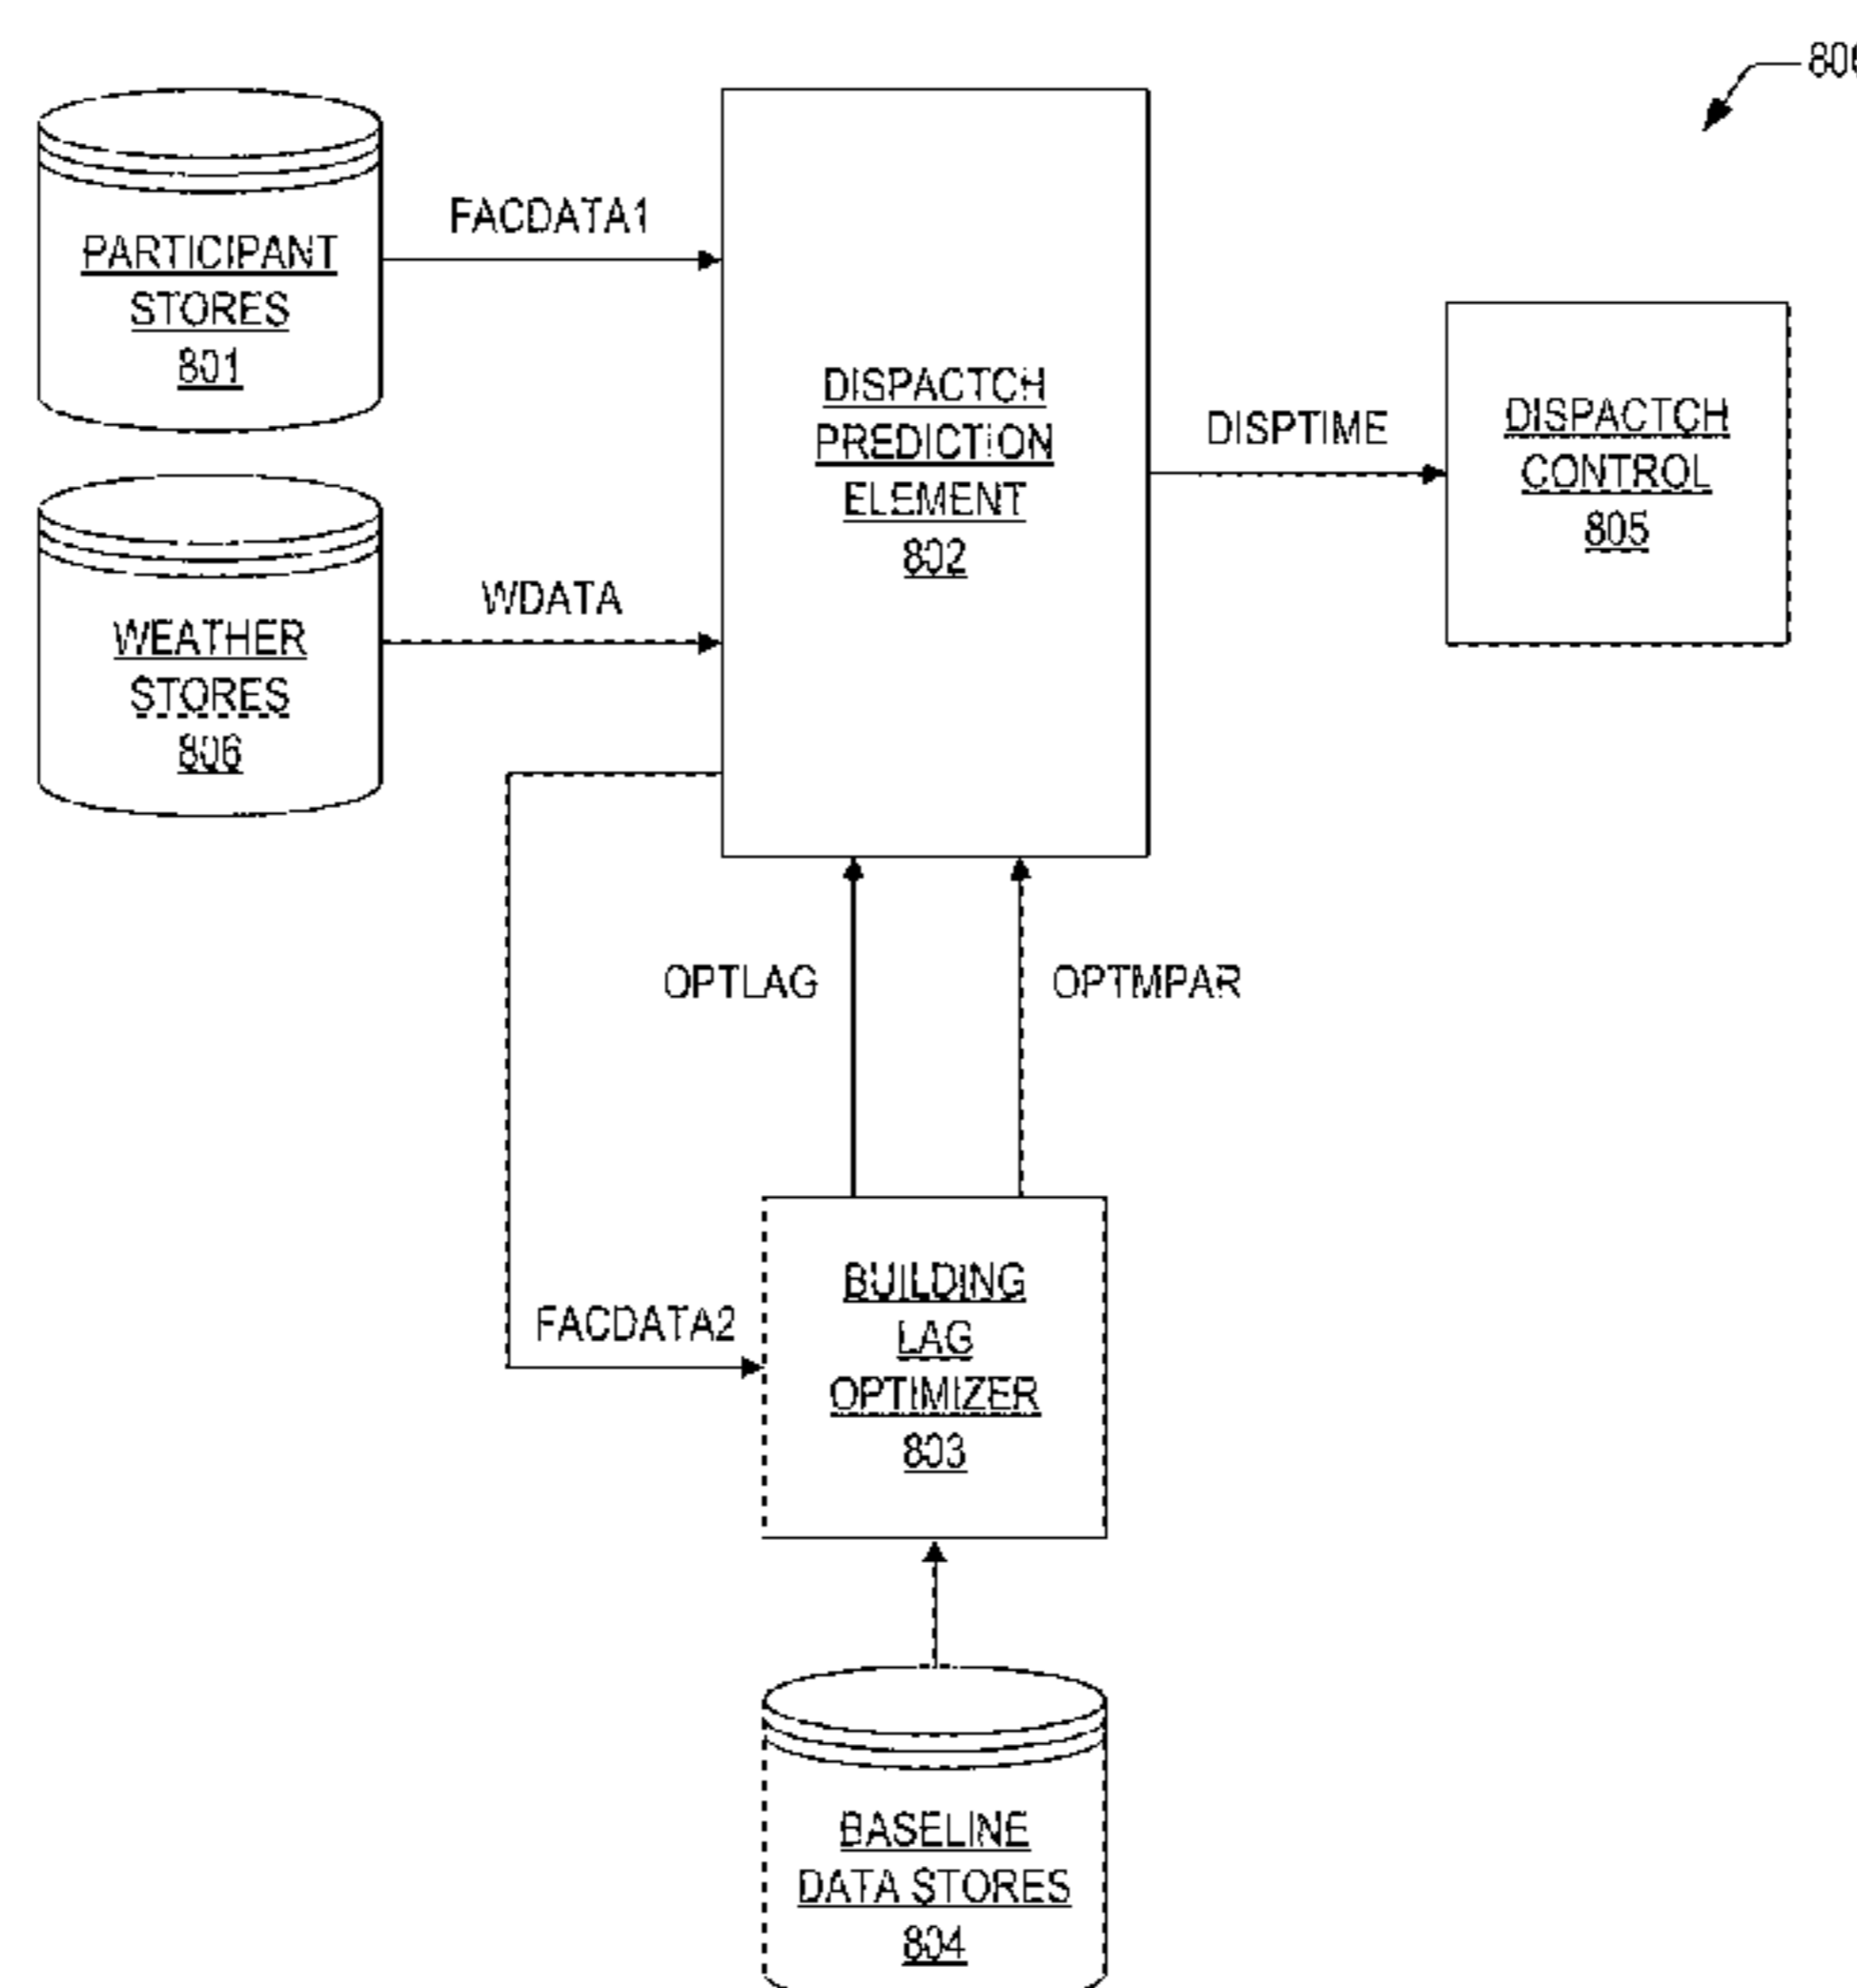 PARTICIPANT
STORES
801
FACDATA1
WEATHER
STORES
806
WDATA
DISPACTCH
PREDICTION
ELEMENT
802
DISPTIME
DISPACTCH
CONTROL
805
OPTLAG
OPTMPAR
FACDATA2
BUILDING
LAG
OPTIMIZER
803
BASELINE
DATA STORES
804